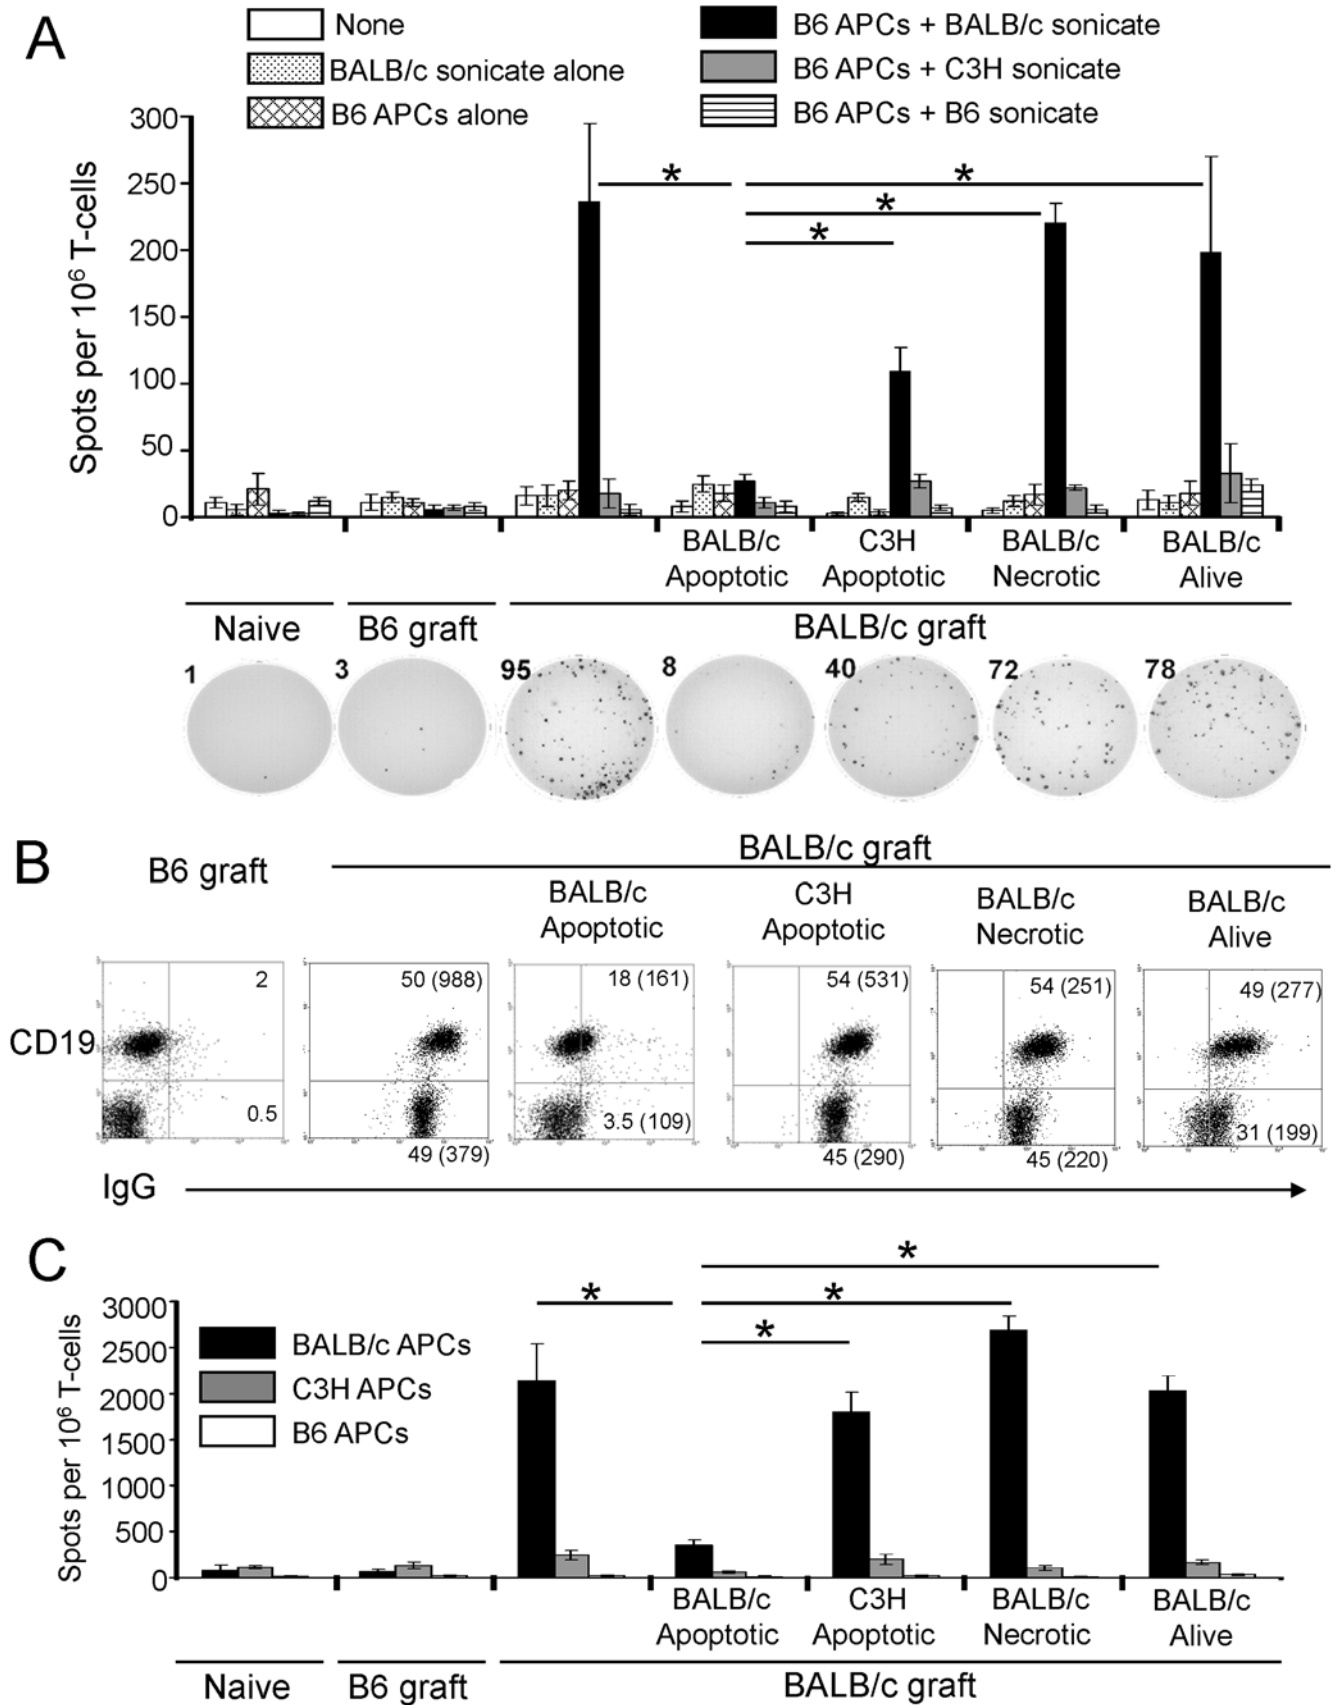 A
None
BALB/c sonicate alone
B6 APCs alone
B6 APCs + BALB/c sonicate
B6 APCs + C3H sonicate
B6 APCs + B6 sonicate
Spots per 10⁶ T-cells
300
250
200
150
100
50
0
*
*
*
*
BALB/c Apoptotic
C3H Apoptotic
BALB/c Necrotic
BALB/c Alive
Naive
B6 graft
BALB/c graft
1
3
95
8
40
72
78
B
B6 graft
BALB/c graft
BALB/c Apoptotic
C3H Apoptotic
BALB/c Necrotic
BALB/c Alive
CD19
2
0.5
50 (988)
49 (379)
18 (161)
3.5 (109)
54 (531)
45 (290)
54 (251)
45 (220)
49 (277)
31 (199)
IgG
C
Spots per 10⁶ T-cells
3000
2500
2000
1500
1000
500
0
BALB/c APCs
C3H APCs
B6 APCs
*
*
*
*
BALB/c Apoptotic
C3H Apoptotic
BALB/c Necrotic
BALB/c Alive
Naive
B6 graft
BALB/c graft